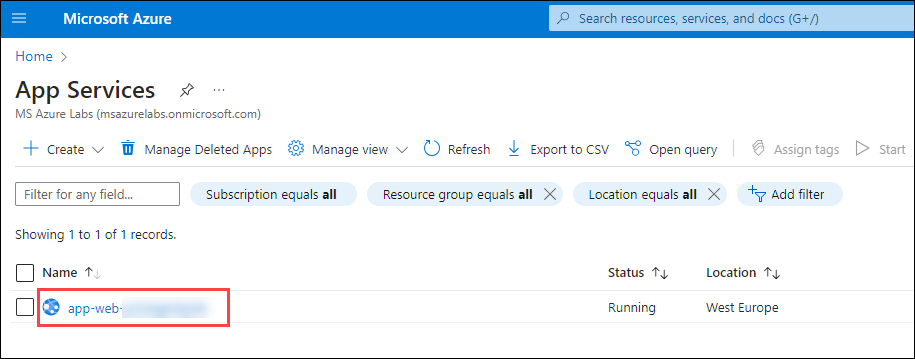 Microsoft Azure
Search resources, services, and docs (G+/)
Home
App Services
MS Azure Labs (msazurelabs.onmicrosoft.com)
Create Manage Deleted Apps Manage view Refresh Export to CSV Open query Assign tags Start
Filter for any field... Subscription equals all Resource group equals all Location equals all Add filter
Showing 1 to 1 of 1 records.
Name Status Location
app-web- Running West Europe